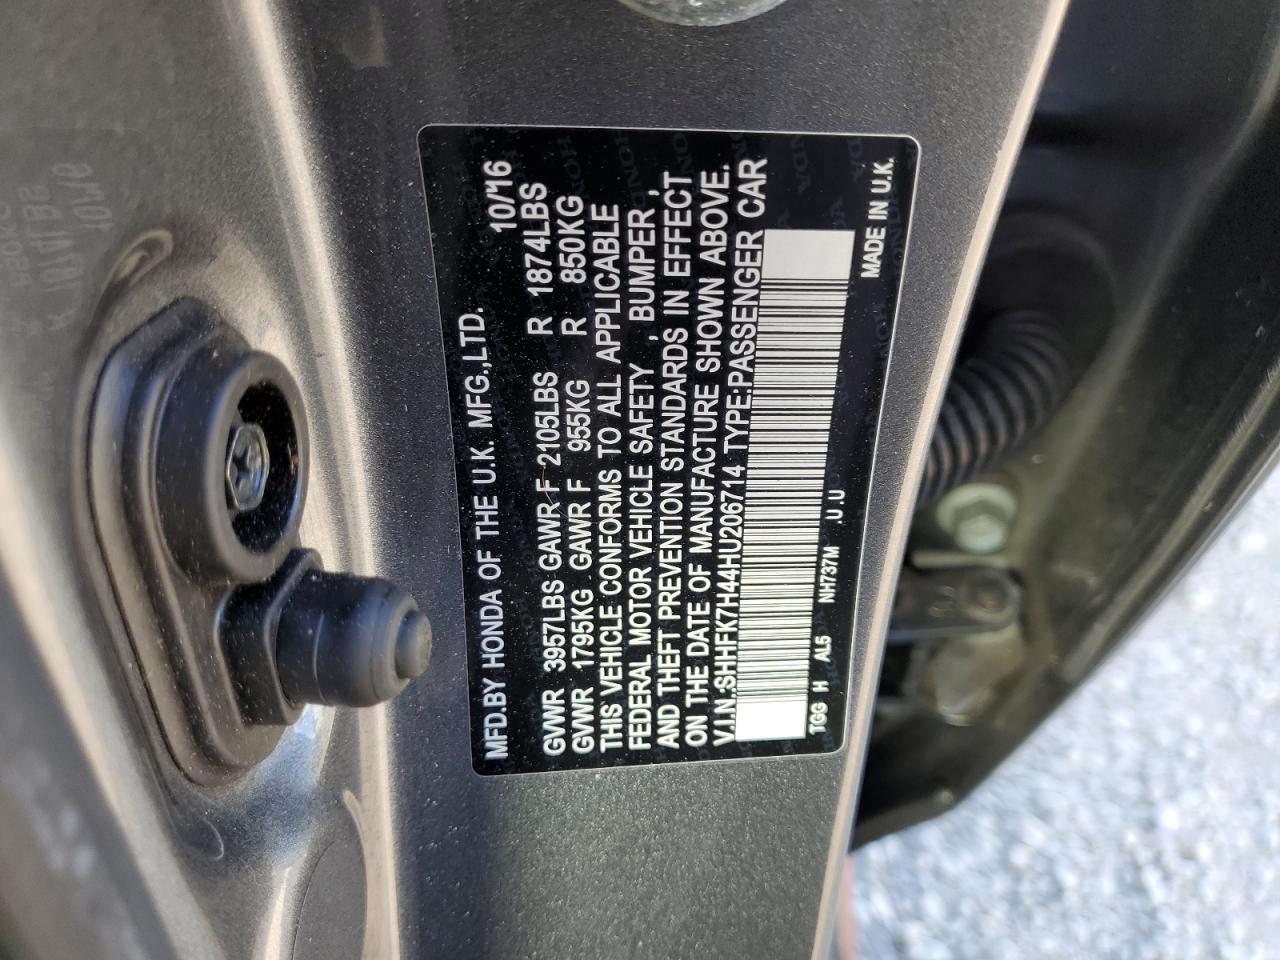 MFD.BY HONDA OF THE U.K. MFG.,LTD. 10/16
GVWR 3957LBS GAWR F 2105LBS R 1874LBS
GVWR 1795KG GAWR F 955KG R 850KG
THIS VEHICLE CONFORMS TO ALL APPLICABLE
FEDERAL MOTOR VEHICLE SAFETY , BUMPER ,
AND THEFT PREVENTION STANDARDS IN EFFECT
ON THE DATE OF MANUFACTURE SHOWN ABOVE.
V.I.N.:SHHFK7H44HU206714 TYPE:PASSENGER CAR
TGG H AL5 NH737M .U J.U MADE IN U.K.